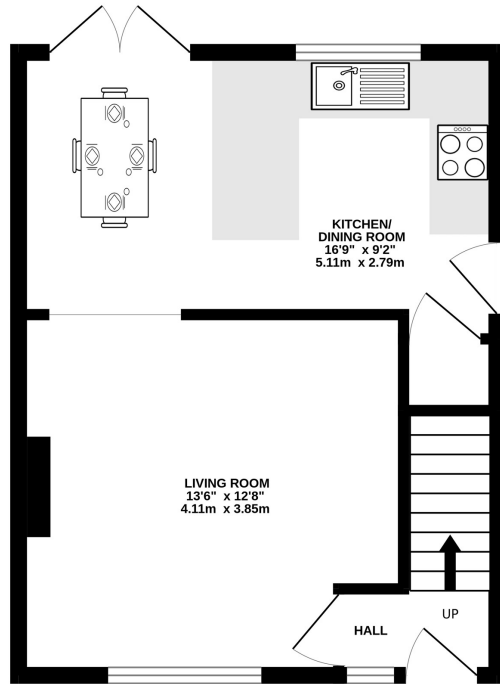 KITCHEN/
DINING ROOM
16'9" x 9'2"
5.11m x 2.79m
LIVING ROOM
13'6" x 12'8"
4.11m x 3.85m
UP
HALL